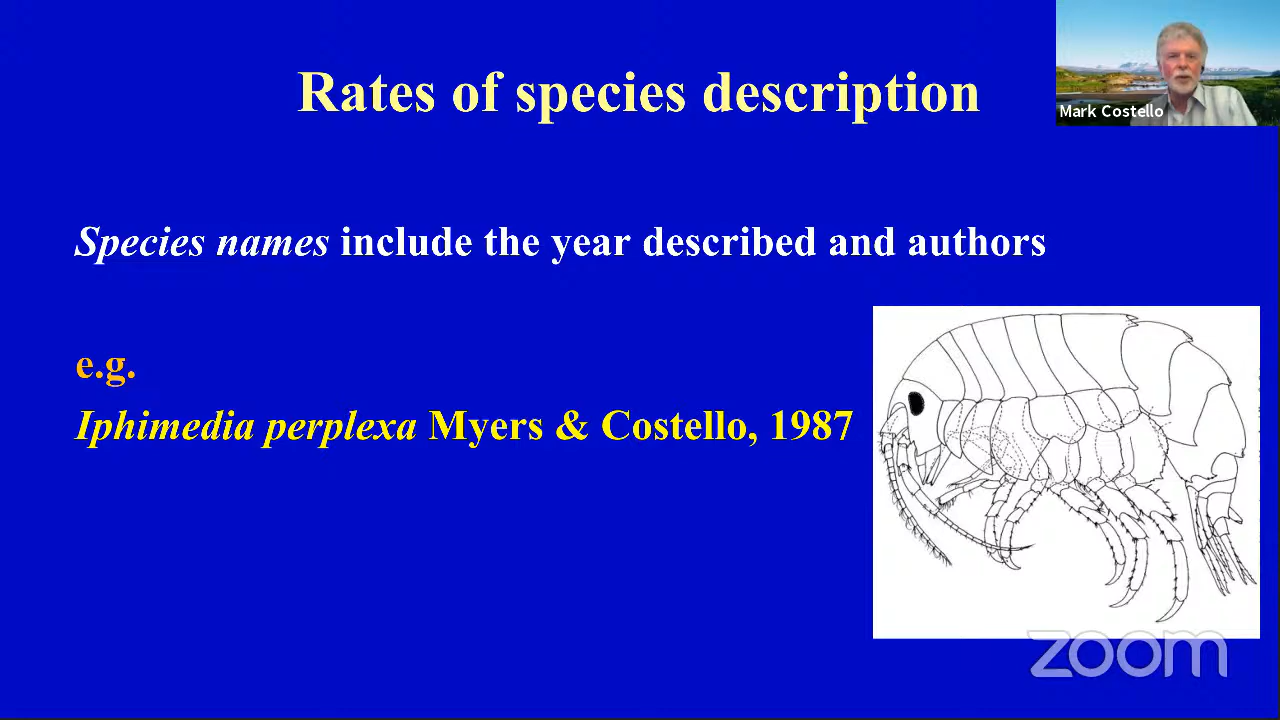 Rates of species description
Mark Costello
Species names include the year described and authors
e.g.
Iphimedia perplexa Myers & Costello, 1987
zoom